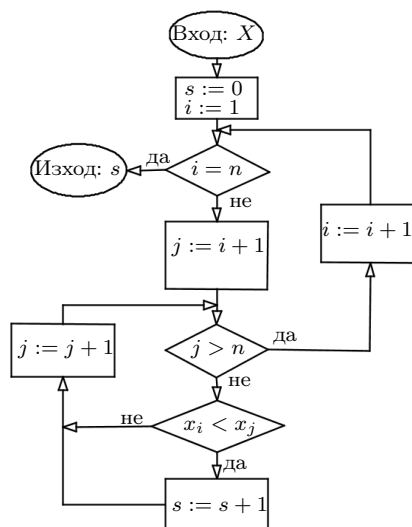 Вход: X
s := 0
i := 1
да
Изход: s
i = n
не
j := i + 1
i := i + 1
j := j + 1
j > n
да
не
не
x_i < x_j
да
s := s + 1